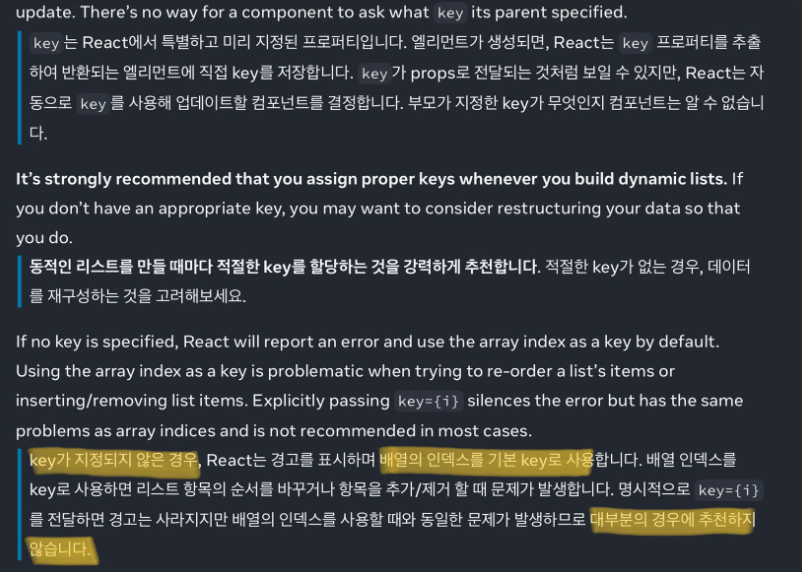 update. There's no way for a component to ask what key its parent specified.
key 는 React에서 특별하고 미리 지정된 프로퍼티입니다. 엘리먼트가 생성되면, React는 key 프로퍼티를 추출
하여 반환되는 엘리먼트에 직접 key를 저장합니다. key 가 props로 전달되는 것처럼 보일 수 있지만, React는 자
동으로 key 를 사용해 업데이트할 컴포넌트를 결정합니다. 부모가 지정한 key가 무엇인지 컴포넌트는 알 수 없습니
다.
It's strongly recommended that you assign proper keys whenever you build dynamic lists. If
you don't have an appropriate key, you may want to consider restructuring your data so that
you do.
동적인 리스트를 만들 때마다 적절한 key를 할당하는 것을 강력하게 추천합니다. 적절한 key가 없는 경우, 데이터
를 재구성하는 것을 고려해보세요.
If no key is specified, React will report an error and use the array index as a key by default.
Using the array index as a key is problematic when trying to re-order a list's items or
inserting/removing list items. Explicitly passing key={i} silences the error but has the same
problems as array indices and is not recommended in most cases.
key가 지정되지 않은 경우, React는 경고를 표시하며 배열의 인덱스를 기본 key로 사용합니다. 배열 인덱스를
key로 사용하면 리스트 항목의 순서를 바꾸거나 항목을 추가/제거 할 때 문제가 발생합니다. 명시적으로 key={i}
를 전달하면 경고는 사라지지만 배열의 인덱스를 사용할 때와 동일한 문제가 발생하므로 대부분의 경우에 추천하지
않습니다.